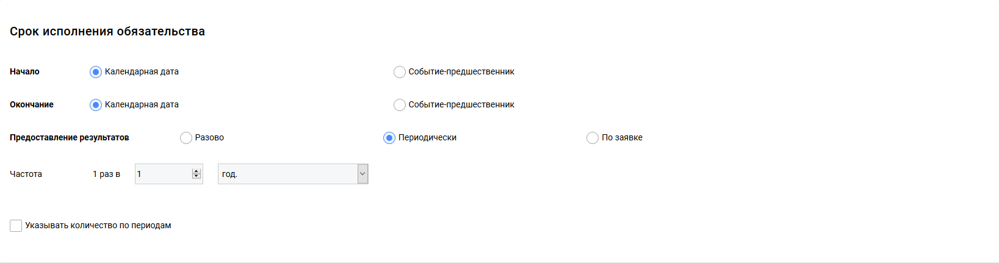 Срок исполнения обязательства
Начало Календарная дата Событие-предшественник
Окончание Календарная дата Событие-предшественник
Предоставление результатов Разово Периодически По заявке
Частота 1 раз в 1 год.
Указывать количество по периодам